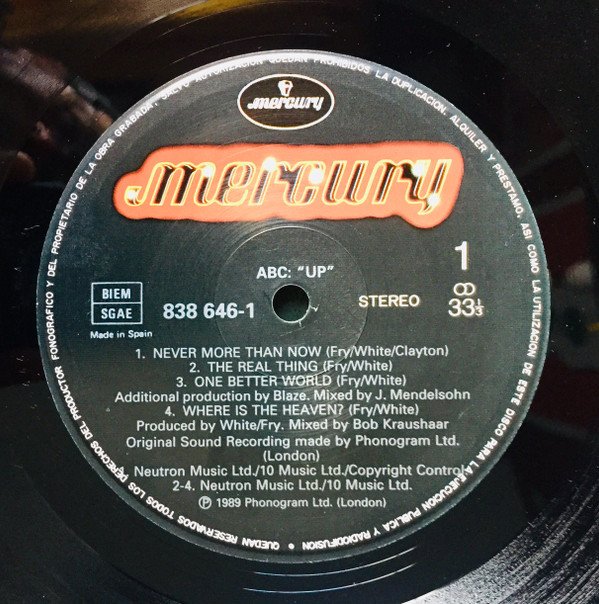 QUEDAN RESERVADOS TODOS LOS DERECHOS DEL PRODUCTOR FONOGRAFICO Y DEL PROPIETARIO DE LA OBRA GRABADA. SALVO AUTORIZACION QUEDAN PROHIBIDOS LA DUPLICACION, ALQUILER Y PRESTAMO, ASI COMO LA UTILIZACION DE ESTE DISCO PARA LA EJECUCION PUBLICA Y RADIODIFUSION •
mercury
mercury
1
ABC: "UP"
BIEM
SGAE
838 646-1
STEREO
33 1/3
Made in Spain
1. NEVER MORE THAN NOW (Fry/White/Clayton)
2. THE REAL THING (Fry/White)
3. ONE BETTER WORLD (Fry/White)
Additional production by Blaze. Mixed by J. Mendelsohn
4. WHERE IS THE HEAVEN? (Fry/White)
Produced by White/Fry. Mixed by Bob Kraushaar
Original Sound Recording made by Phonogram Ltd.
(London)
Neutron Music Ltd./10 Music Ltd./Copyright Control
2-4. Neutron Music Ltd./10 Music Ltd.
Ⓟ 1989 Phonogram Ltd. (London)